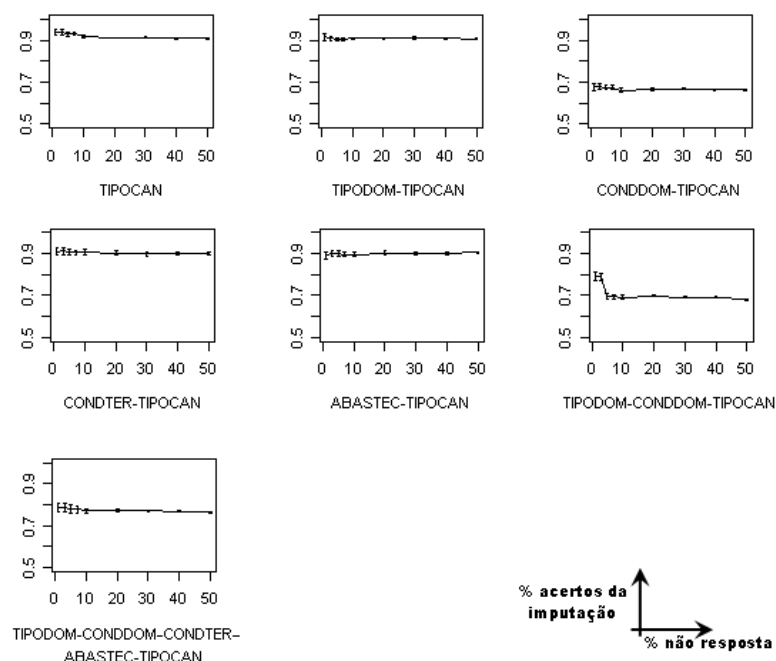 0.5 0.7 0.9
0 10 20 30 40 50
TIPOCAN
0.5 0.7 0.9
0 10 20 30 40 50
TIPODOM-TIPOCAN
0.5 0.7 0.9
0 10 20 30 40 50
CONDDOM-TIPOCAN
0.5 0.7 0.9
0 10 20 30 40 50
CONDTER-TIPOCAN
0.5 0.7 0.9
0 10 20 30 40 50
ABASTEC-TIPOCAN
0.5 0.7 0.9
0 10 20 30 40 50
TIPODOM-CONDDOM-TIPOCAN
0.5 0.7 0.9
0 10 20 30 40 50
TIPODOM-CONDDOM-CONDTER-
ABASTEC-TIPOCAN
% acertos da
imputação
% não resposta